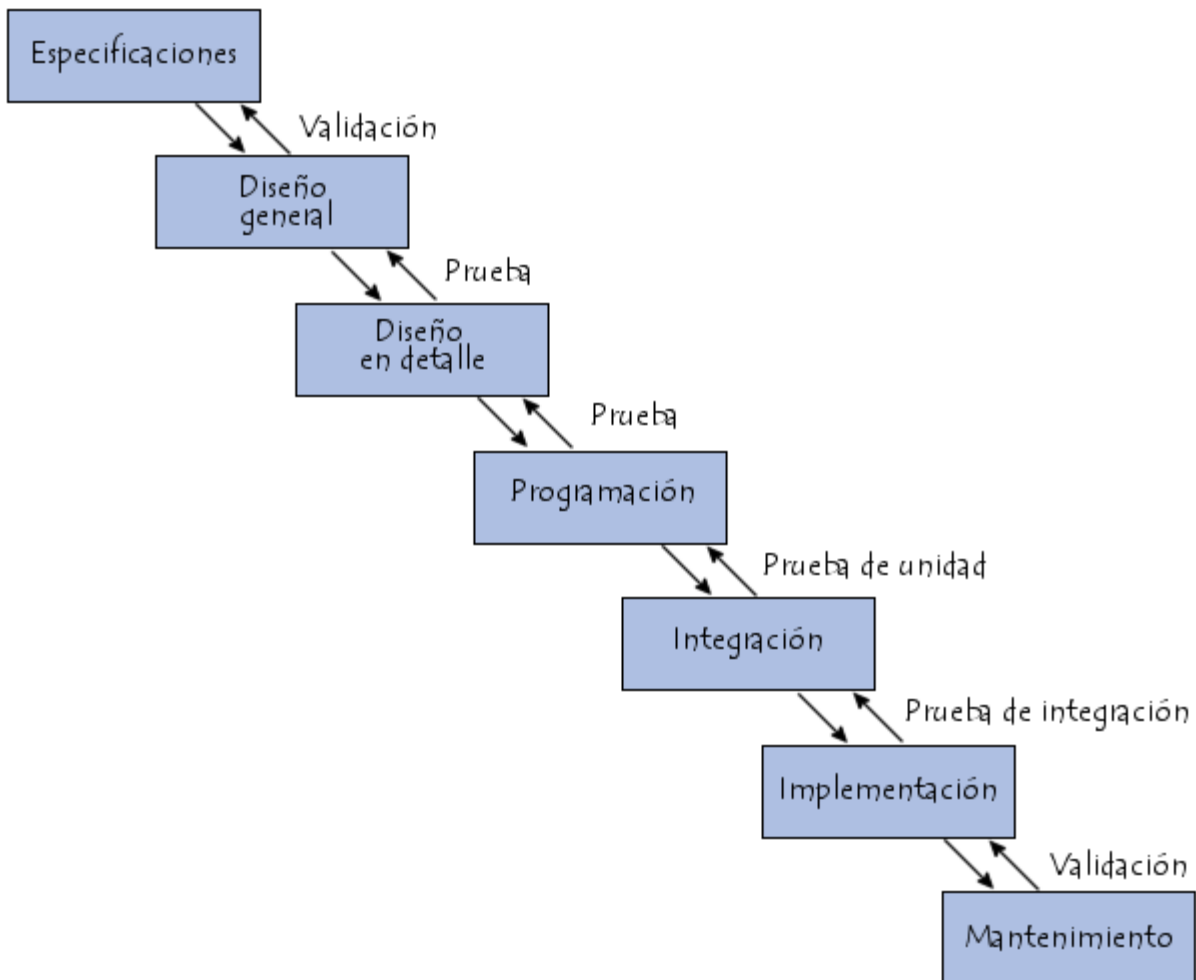 Especificaciones
Validación
Diseño
general
Prueba
Diseño
en detalle
Prueba
Programación
Prueba de unidad
Integración
Prueba de integración
Implementación
Validación
Mantenimiento